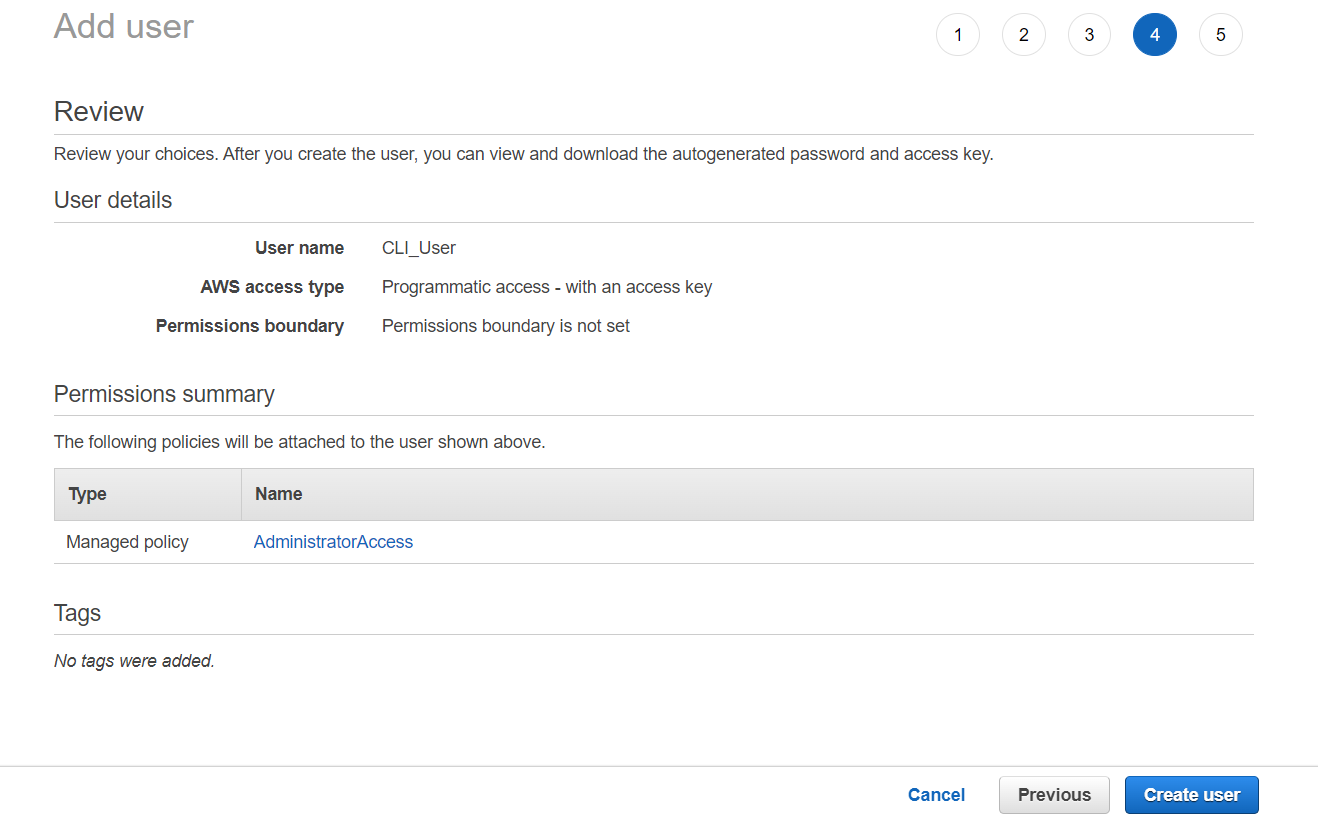 Add user
1 2 3 4 5
Review
Review your choices. After you create the user, you can view and download the autogenerated password and access key.
User details
User name CLI_User
AWS access type Programmatic access - with an access key
Permissions boundary Permissions boundary is not set
Permissions summary
The following policies will be attached to the user shown above.
Type Name
Managed policy AdministratorAccess
Tags
No tags were added.
Cancel Previous Create user